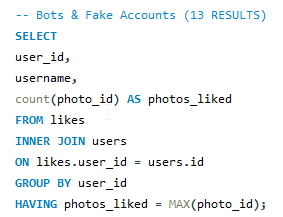 -- Bots & Fake Accounts (13 RESULTS)
SELECT
user_id,
username,
count(photo_id) AS photos_liked
FROM likes
INNER JOIN users
ON likes.user_id = users.id
GROUP BY user_id
HAVING photos_liked = MAX(photo_id);